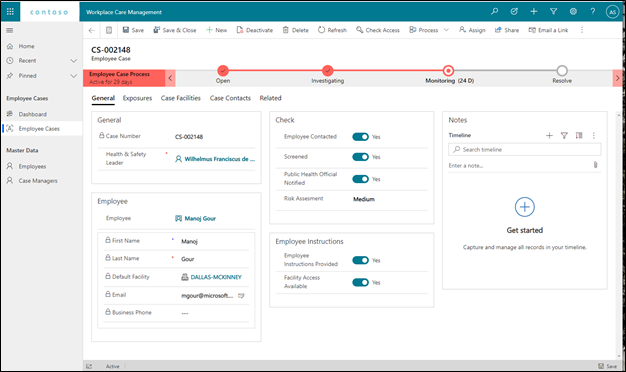 contoso Workplace Care Management AS
Save Save & Close New Deactivate Delete Refresh Check Access Process Assign Share Email a Link
Home
Recent
Pinned
Employee Cases
Dashboard
Employee Cases
Master Data
Employees
Case Managers
CS-002148
Employee Case
Employee Case Process
Active for 29 days
Open Investigating Monitoring (24 D) Resolve
General Exposures Case Facilities Case Contacts Related
General
Case Number CS-002148
Health & Safety Leader * Wilhelmus Franciscus de ...
Employee
Employee Manoj Gour
First Name * Manoj
Last Name * Gour
Default Facility DALLAS-MCKINNEY
Email mgour@microsoft...
Business Phone ---
Check
Employee Contacted Yes
Screened Yes
Public Health Official Notified Yes
Risk Assesment Medium
Employee Instructions
Employee Instructions Provided Yes
Facility Access Available Yes
Notes
Timeline
Search timeline
Enter a note...
Get started
Capture and manage all records in your timeline.
Active Save